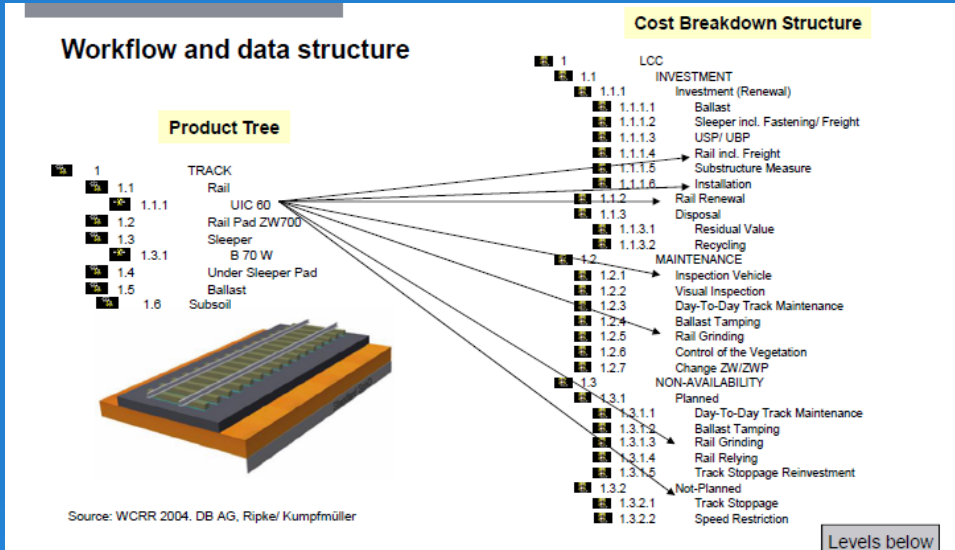 Workflow and data structure
Product Tree
1 TRACK
1.1 Rail
1.1.1 UIC 60
1.2 Rail Pad ZW700
1.3 Sleeper
1.3.1 B 70 W
1.4 Under Sleeper Pad
1.5 Ballast
1.6 Subsoil
Source: WCRR 2004. DB AG, Ripke/ Kumpfmüller
Cost Breakdown Structure
1 LCC
1.1 INVESTMENT
1.1.1 Investment (Renewal)
1.1.1.1 Ballast
1.1.1.2 Sleeper incl. Fastening/ Freight
1.1.1.3 USP/ UBP
1.1.1.4 Rail incl. Freight
1.1.1.5 Substructure Measure
1.1.1.6 Installation
1.1.2 Rail Renewal
1.1.3 Disposal
1.1.3.1 Residual Value
1.1.3.2 Recycling
1.2 MAINTENANCE
1.2.1 Inspection Vehicle
1.2.2 Visual Inspection
1.2.3 Day-To-Day Track Maintenance
1.2.4 Ballast Tamping
1.2.5 Rail Grinding
1.2.6 Control of the Vegetation
1.2.7 Change ZW/ZWP
1.3 NON-AVAILABILITY
1.3.1 Planned
1.3.1.1 Day-To-Day Track Maintenance
1.3.1.2 Ballast Tamping
1.3.1.3 Rail Grinding
1.3.1.4 Rail Relying
1.3.1.5 Track Stoppage Reinvestment
1.3.2 Not-Planned
1.3.2.1 Track Stoppage
1.3.2.2 Speed Restriction
Levels below